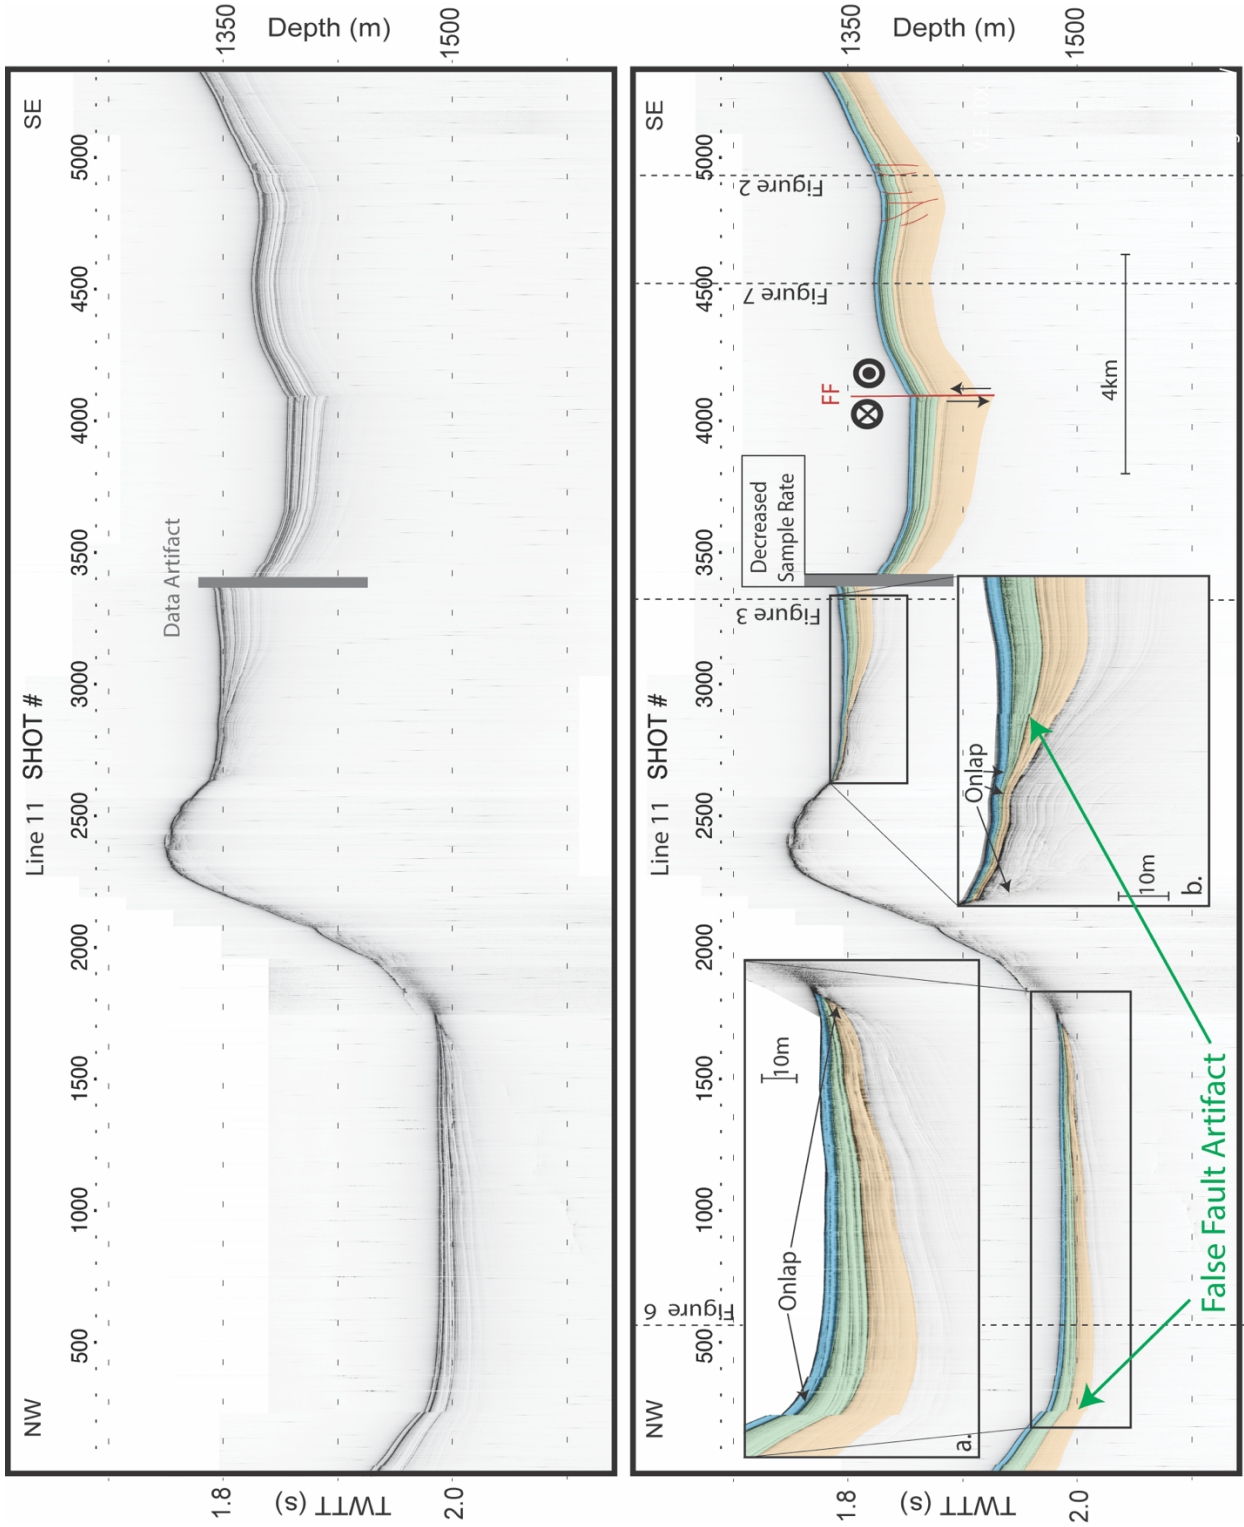 Line 11 SHOT #
NW
500
1000
1500
2000
2500
3000
3500
4000
4500
5000
SE
TWTT (s)
1.8
2.0
Depth (m)
1350
1500
Data Artifact
Line 11 SHOT #
NW
500
1000
1500
2000
2500
3000
3500
4000
4500
5000
SE
TWTT (s)
1.8
2.0
Depth (m)
1350
1500
Figure 6
Figure 3
Figure 7
Figure 2
Decreased
Sample Rate
FF
4km
Onlap
10m
a.
Onlap
10m
b.
False Fault Artifact